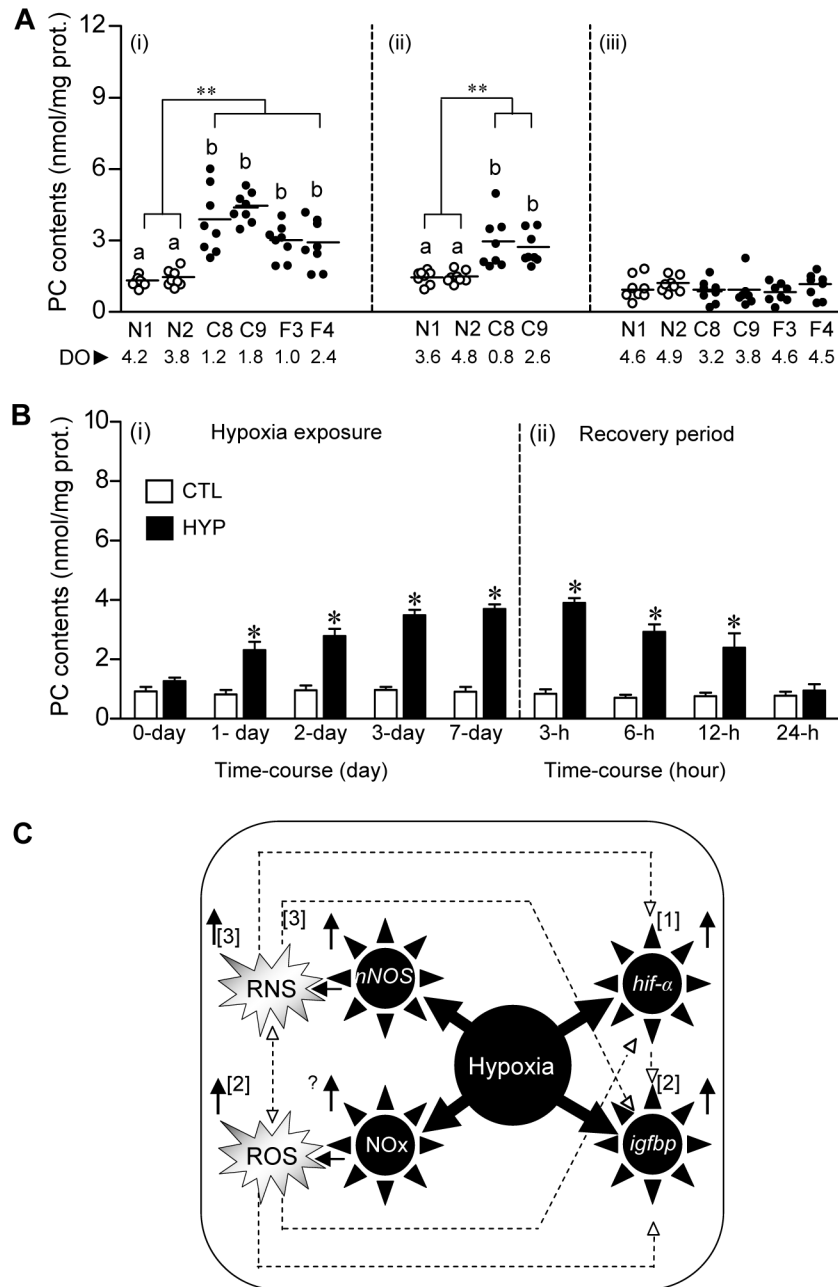 A
PC contents (nmol/mg prot.)
12
9
6
3
0
(i)
**
a a b b b b
N1 N2 C8 C9 F3 F4
DO▶ 4.2 3.8 1.2 1.8 1.0 2.4
(ii)
**
a a b b
N1 N2 C8 C9
3.6 4.8 0.8 2.6
(iii)
N1 N2 C8 C9 F3 F4
4.6 4.9 3.2 3.8 4.6 4.5
B
PC contents (nmol/mg prot.)
10
8
6
4
2
0
(i) Hypoxia exposure
CTL
HYP
* * * *
0-day 1- day 2-day 3-day 7-day
Time-course (day)
(ii) Recovery period
* * *
3-h 6-h 12-h 24-h
Time-course (hour)
C
[3] [3] [1]
RNS nNOS hif-α
Hypoxia
[2] ? [2]
ROS NOx igfbp